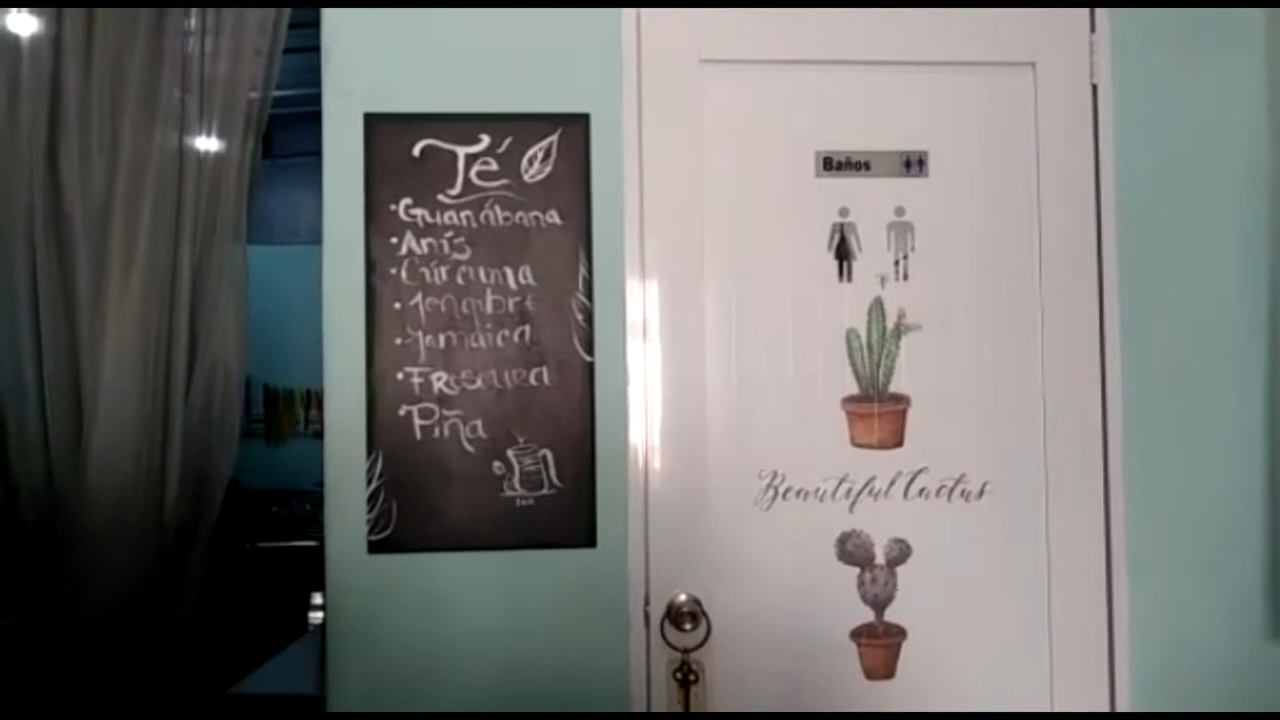 Té
•Guanábana
•Anís
•Cúrcuma
•Jengibre
•Jamaica
•Frescura
Piña
Baños
Beautiful Cactus